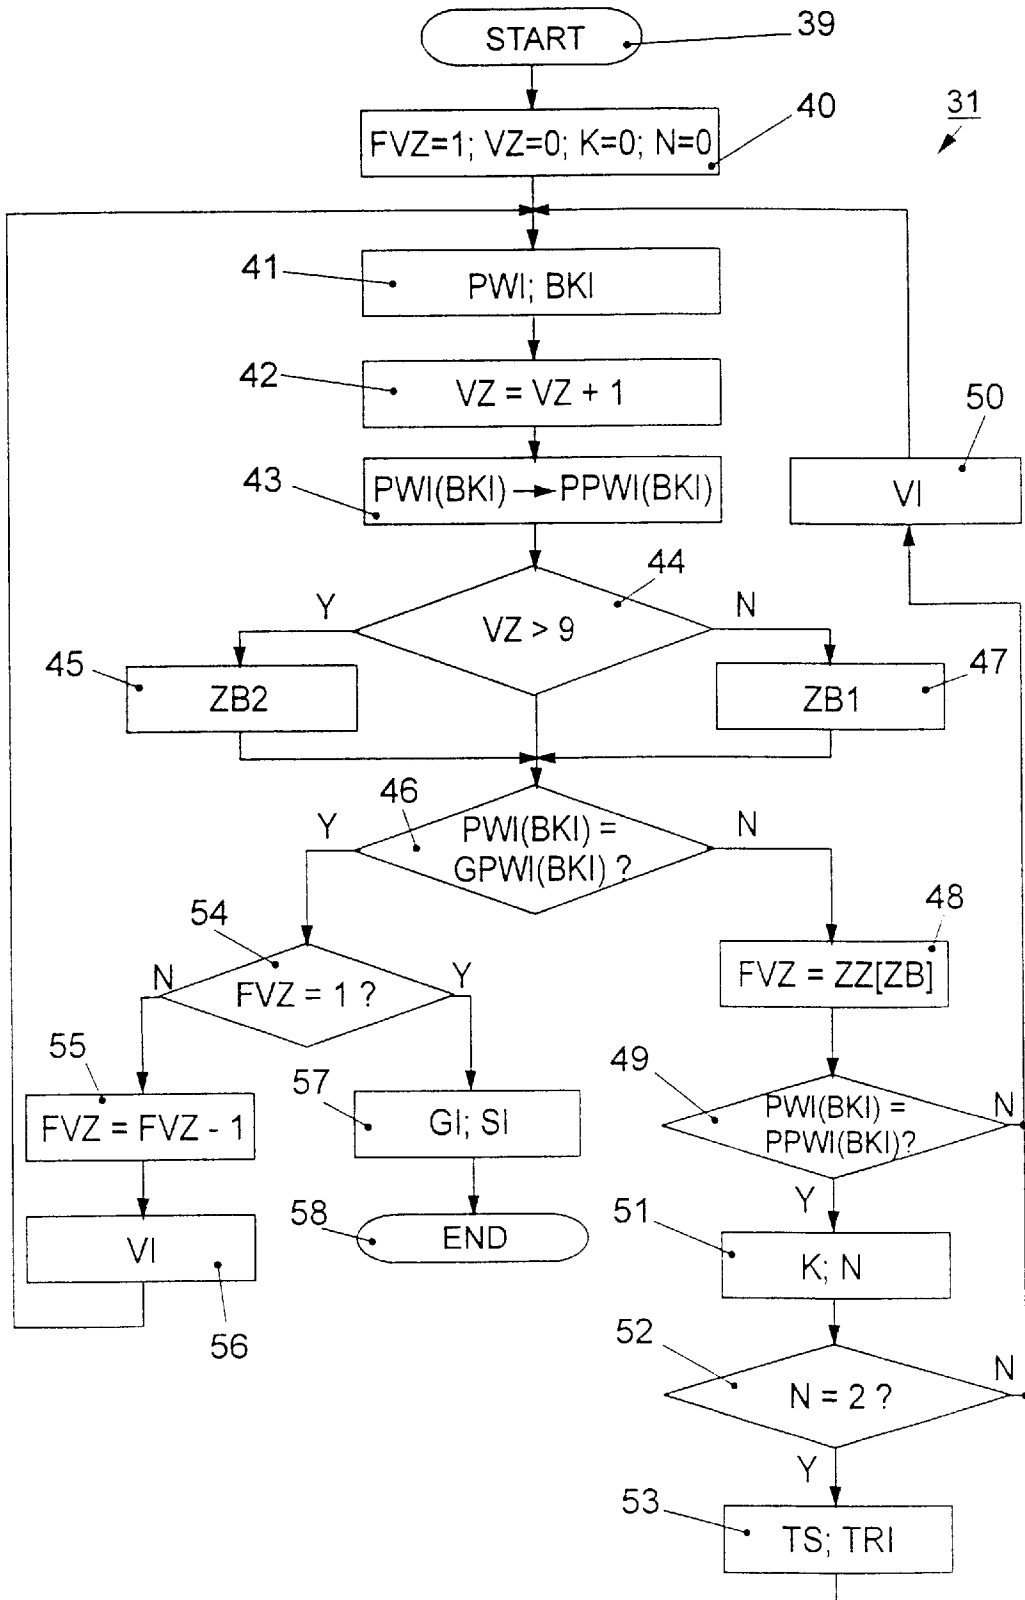 START
39
40
31
FVZ=1; VZ=0; K=0; N=0
41
PWI; BKI
42
VZ = VZ + 1
50
43
PWI(BKI) → PPWI(BKI)
VI
44
Y
N
VZ > 9
45
47
ZB2
ZB1
46
Y
N
PWI(BKI) =
GPWI(BKI) ?
48
54
N
Y
FVZ = 1 ?
FVZ = ZZ[ZB]
55
57
49
N
FVZ = FVZ - 1
GI; SI
PWI(BKI) =
PPWI(BKI)?
Y
58
51
END
VI
K; N
56
52
N
N = 2 ?
Y
53
TS; TRI